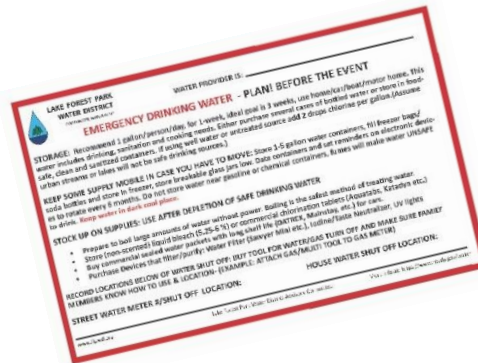 LAKE FOREST PARK
WATER DISTRICT
WATER PROVIDER IS:
EMERGENCY DRINKING WATER - PLAN! BEFORE THE EVENT
STORAGE: Recommend 1 gallon/person/day, for 1-week, ideal goal is 3 weeks, use home/car/boat/motor home. This
water includes drinking, sanitation and cooking needs. Either purchase several cases of bottled water or store in food-
safe, clean and sanitized containers. If using well water or untreated source add 2 drops chlorine per gallon.(Assume
urban streams or lakes will not be safe drinking sources.)
KEEP SOME SUPPLY MOBILE IN CASE YOU HAVE TO MOVE: Store 1-5 gallon water containers, fill freezer bags/
soda bottles and store in freezer, store breakable glass jars low. Date containers and set reminders on electronic device-
es to rotate every 6 months. Do not store water near gasoline or chemical containers, fumes will make water UNSAFE
to drink. Keep water in dark cool place.
STOCK UP ON SUPPLIES: USE AFTER DEPLETION OF SAFE DRINKING WATER
• Prepare to boil large amounts of water without power. Boiling is the safest method of treating water.
• Store (non-scented) liquid bleach (5.25-6 %) or commercial chlorination tablets (Aquatabs, Katadyn etc.)
• Buy commercial sealed water packets with long shelf life (DATREX, Mainstay, etc.) for cars.
• Purchase Devices that filter/purify: Water Filter (Sawyer Mini etc.), Iodine/Taste Neutralizer, UV lights
RECORD LOCATIONS BELOW OF WATER SHUT OFF: BUY TOOL FOR WATER/GAS TURN OFF AND MAKE SURE FAMILY
MEMBERS KNOW HOW TO USE & LOCATION- (EXAMPLE: ATTACH GAS/MULTI TOOL TO GAS METER)
STREET WATER METER #/SHUT OFF LOCATION:
HOUSE WATER SHUT OFF LOCATION: